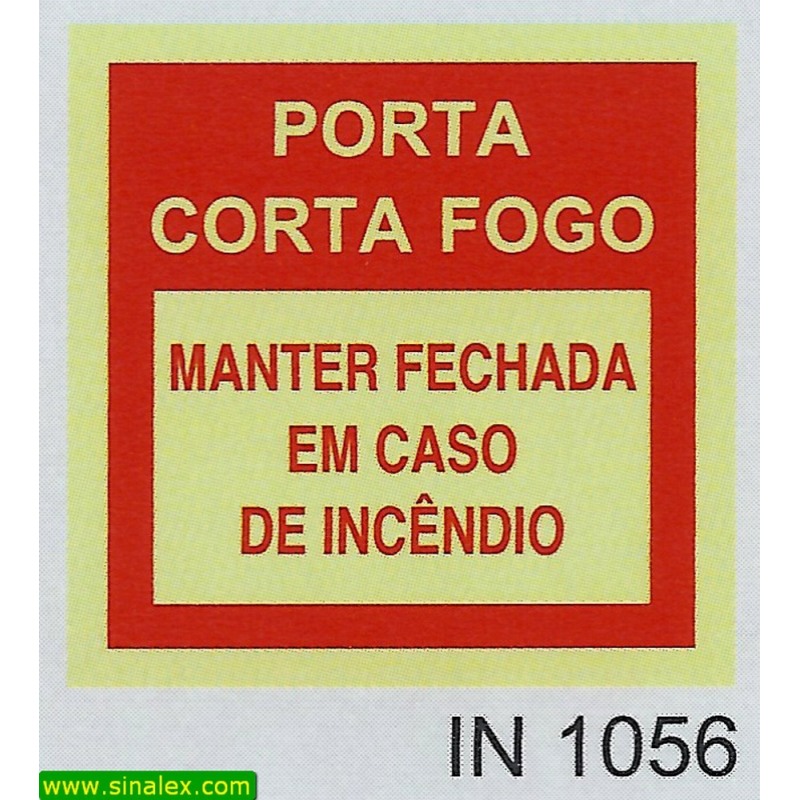 PORTA
CORTA FOGO
MANTER FECHADA
EM CASO
DE INCÊNDIO
IN 1056
www.sinalex.com